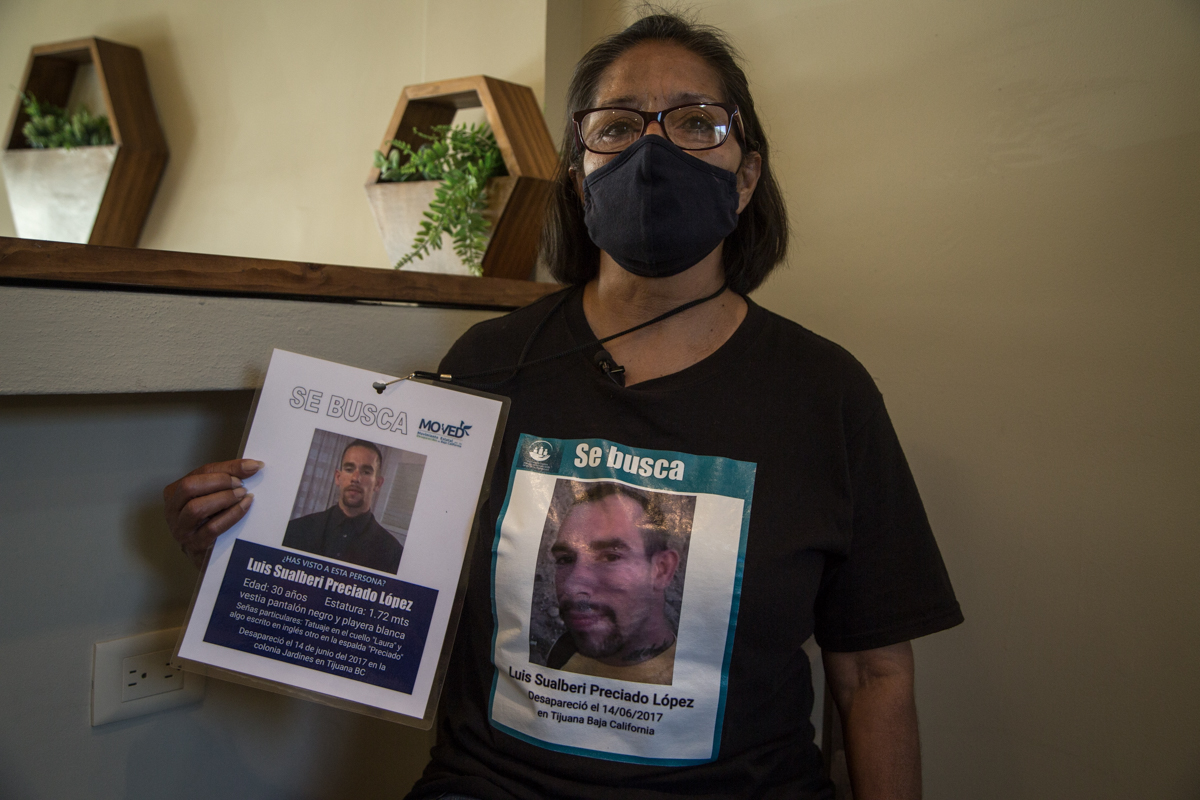 SE BUSCA
MOVED
¿HAS VISTO A ESTA PERSONA?
Luis Sualberi Preciado López
Edad: 30 años Estatura: 1.72 mts
vestia pantalón negro y playera blanca
Señas particulares: Tatuaje en el cuello "Laura" y
algo escrito en inglés otro en la espalda "Preciado"
Desapareció el 14 de junio del 2017 en la
colonia Jardines en Tijuana BC
Se busca
Luis Sualberi Preciado López
Desapareció el 14/06/2017
en Tijuana Baja California